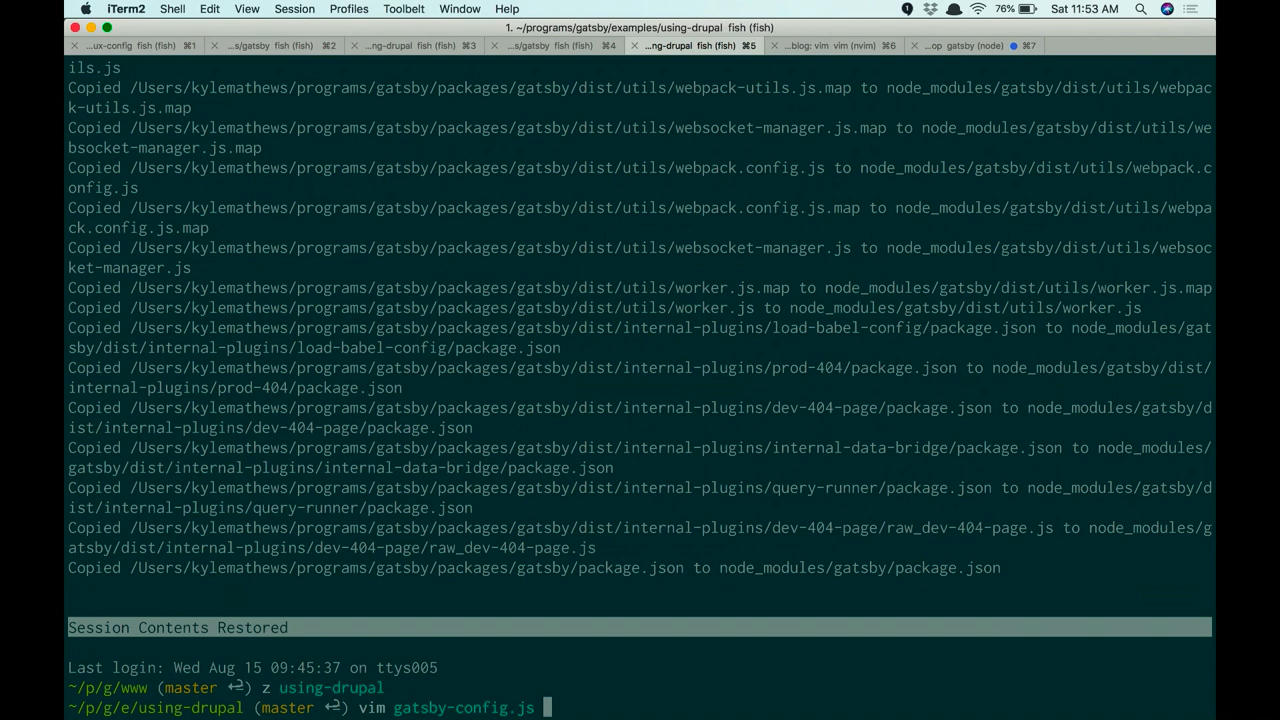 iTerm2 Shell Edit View Session Profiles Toolbelt Window Help 76% Sat 11:53 AM
1. ~/programs/gatsby/examples/using-drupal fish (fish)
...ux-config fish (fish) ⌘1 ...s/gatsby fish (fish) ⌘2 ...ng-drupal fish (fish) ⌘3 ...s/gatsby fish (fish) ⌘4 ...ng-drupal fish (fish) ⌘5 ...blog: vim vim (nvim) ⌘6 ...op gatsby (node) ⌘7
ils.js
Copied /Users/kylemathews/programs/gatsby/packages/gatsby/dist/utils/webpack-utils.js.map to node_modules/gatsby/dist/utils/webpac
k-utils.js.map
Copied /Users/kylemathews/programs/gatsby/packages/gatsby/dist/utils/websocket-manager.js.map to node_modules/gatsby/dist/utils/we
bsocket-manager.js.map
Copied /Users/kylemathews/programs/gatsby/packages/gatsby/dist/utils/webpack.config.js to node_modules/gatsby/dist/utils/webpack.c
onfig.js
Copied /Users/kylemathews/programs/gatsby/packages/gatsby/dist/utils/webpack.config.js.map to node_modules/gatsby/dist/utils/webpa
ck.config.js.map
Copied /Users/kylemathews/programs/gatsby/packages/gatsby/dist/utils/websocket-manager.js to node_modules/gatsby/dist/utils/websoc
ket-manager.js
Copied /Users/kylemathews/programs/gatsby/packages/gatsby/dist/utils/worker.js.map to node_modules/gatsby/dist/utils/worker.js.map
Copied /Users/kylemathews/programs/gatsby/packages/gatsby/dist/utils/worker.js to node_modules/gatsby/dist/utils/worker.js
Copied /Users/kylemathews/programs/gatsby/packages/gatsby/dist/internal-plugins/load-babel-config/package.json to node_modules/gat
sby/dist/internal-plugins/load-babel-config/package.json
Copied /Users/kylemathews/programs/gatsby/packages/gatsby/dist/internal-plugins/prod-404/package.json to node_modules/gatsby/dist/
internal-plugins/prod-404/package.json
Copied /Users/kylemathews/programs/gatsby/packages/gatsby/dist/internal-plugins/dev-404-page/package.json to node_modules/gatsby/d
ist/internal-plugins/dev-404-page/package.json
Copied /Users/kylemathews/programs/gatsby/packages/gatsby/dist/internal-plugins/internal-data-bridge/package.json to node_modules/
gatsby/dist/internal-plugins/internal-data-bridge/package.json
Copied /Users/kylemathews/programs/gatsby/packages/gatsby/dist/internal-plugins/query-runner/package.json to node_modules/gatsby/d
ist/internal-plugins/query-runner/package.json
Copied /Users/kylemathews/programs/gatsby/packages/gatsby/dist/internal-plugins/dev-404-page/raw_dev-404-page.js to node_modules/g
atsby/dist/internal-plugins/dev-404-page/raw_dev-404-page.js
Copied /Users/kylemathews/programs/gatsby/packages/gatsby/package.json to node_modules/gatsby/package.json
Session Contents Restored
Last login: Wed Aug 15 09:45:37 on ttys005
~/p/g/www (master ↩) z using-drupal
~/p/g/e/using-drupal (master ↩) vim gatsby-config.js